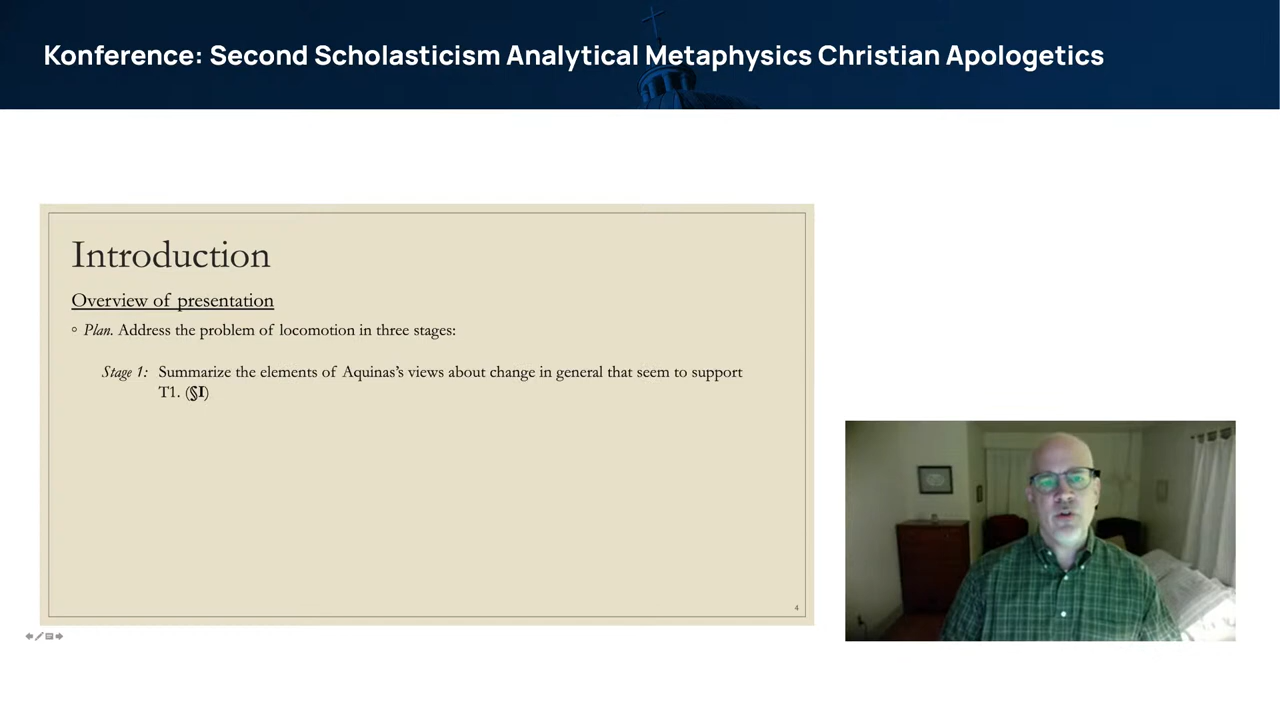 Konference: Second Scholasticism Analytical Metaphysics Christian Apologetics
Introduction
Overview of presentation
◦ Plan. Address the problem of locomotion in three stages:
Stage 1: Summarize the elements of Aquinas’s views about change in general that seem to support
T1. (§I)
4